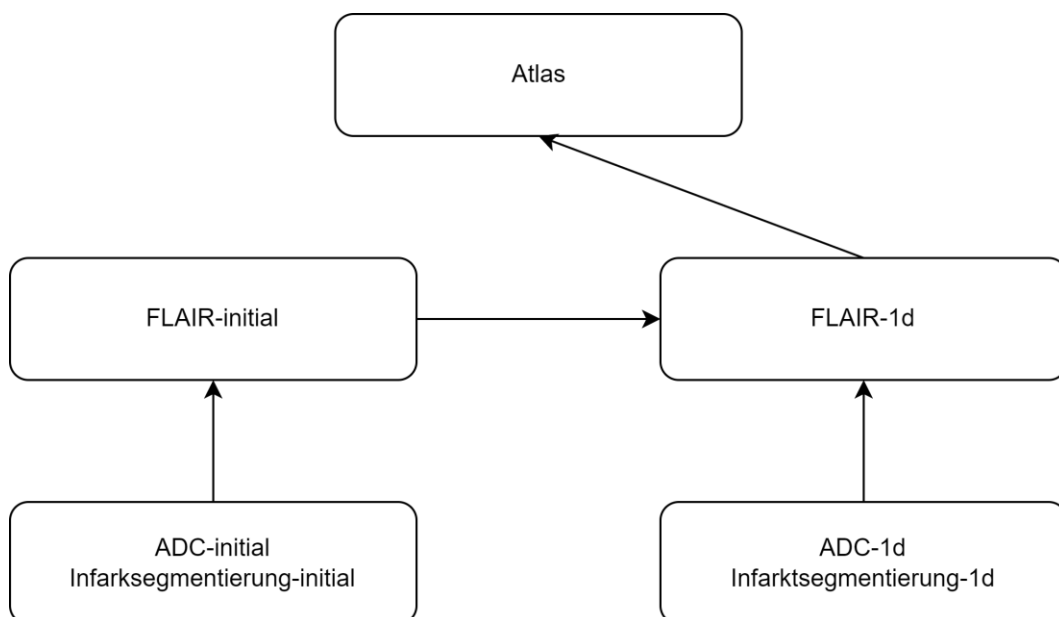 Atlas
FLAIR-initial
FLAIR-1d
ADC-initial
Infarksegmentierung-initial
ADC-1d
Infarktsegmentierung-1d